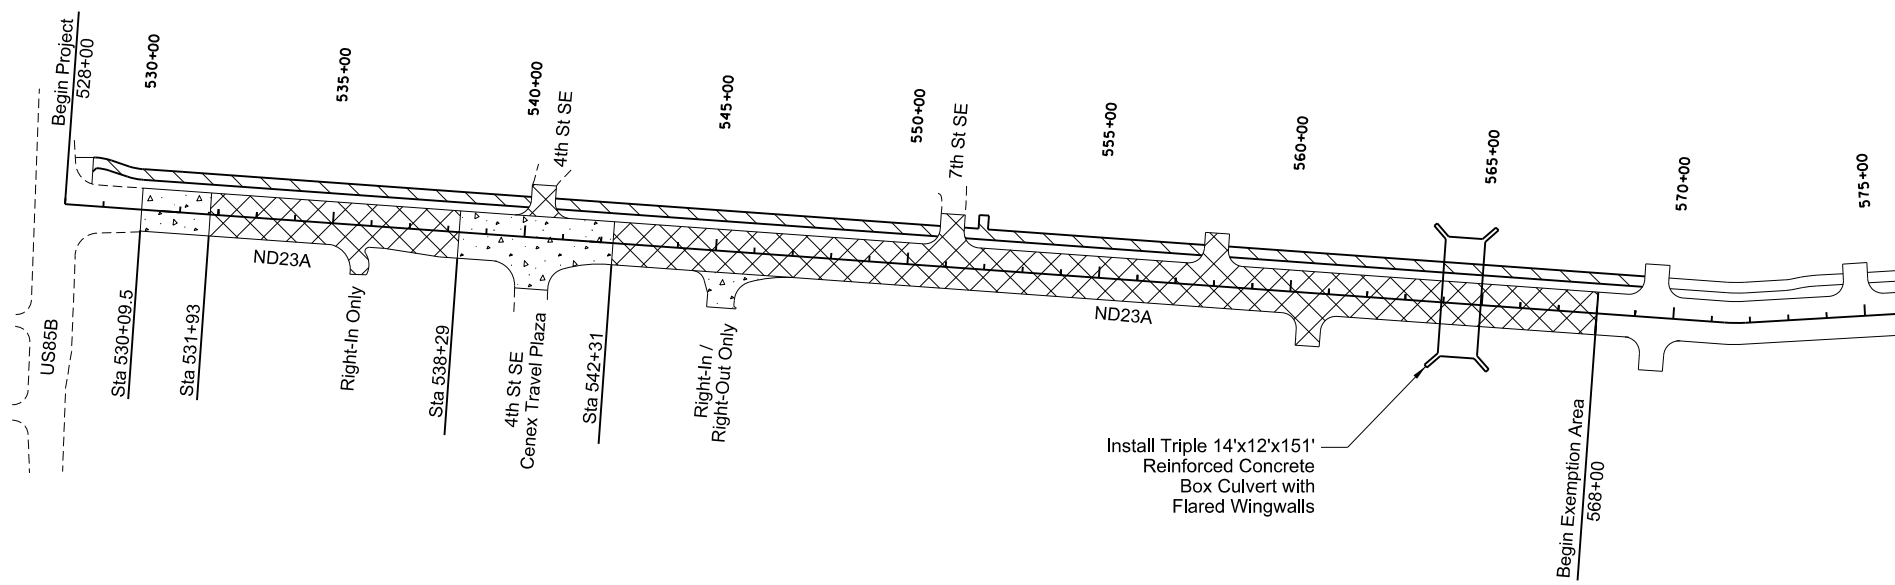 Begin Project
528+00
530+00
535+00
540+00
4th St SE
545+00
550+00
7th St SE
555+00
560+00
565+00
570+00
575+00
US85B
Sta 530+09.5
Sta 531+93
ND23A
Right-In Only
Sta 538+29
4th St SE
Cenex Travel Plaza
Sta 542+31
Right-In /
Right-Out Only
ND23A
Install Triple 14'x12'x151'
Reinforced Concrete
Box Culvert with
Flared Wingwalls
Begin Exemption Area
568+00